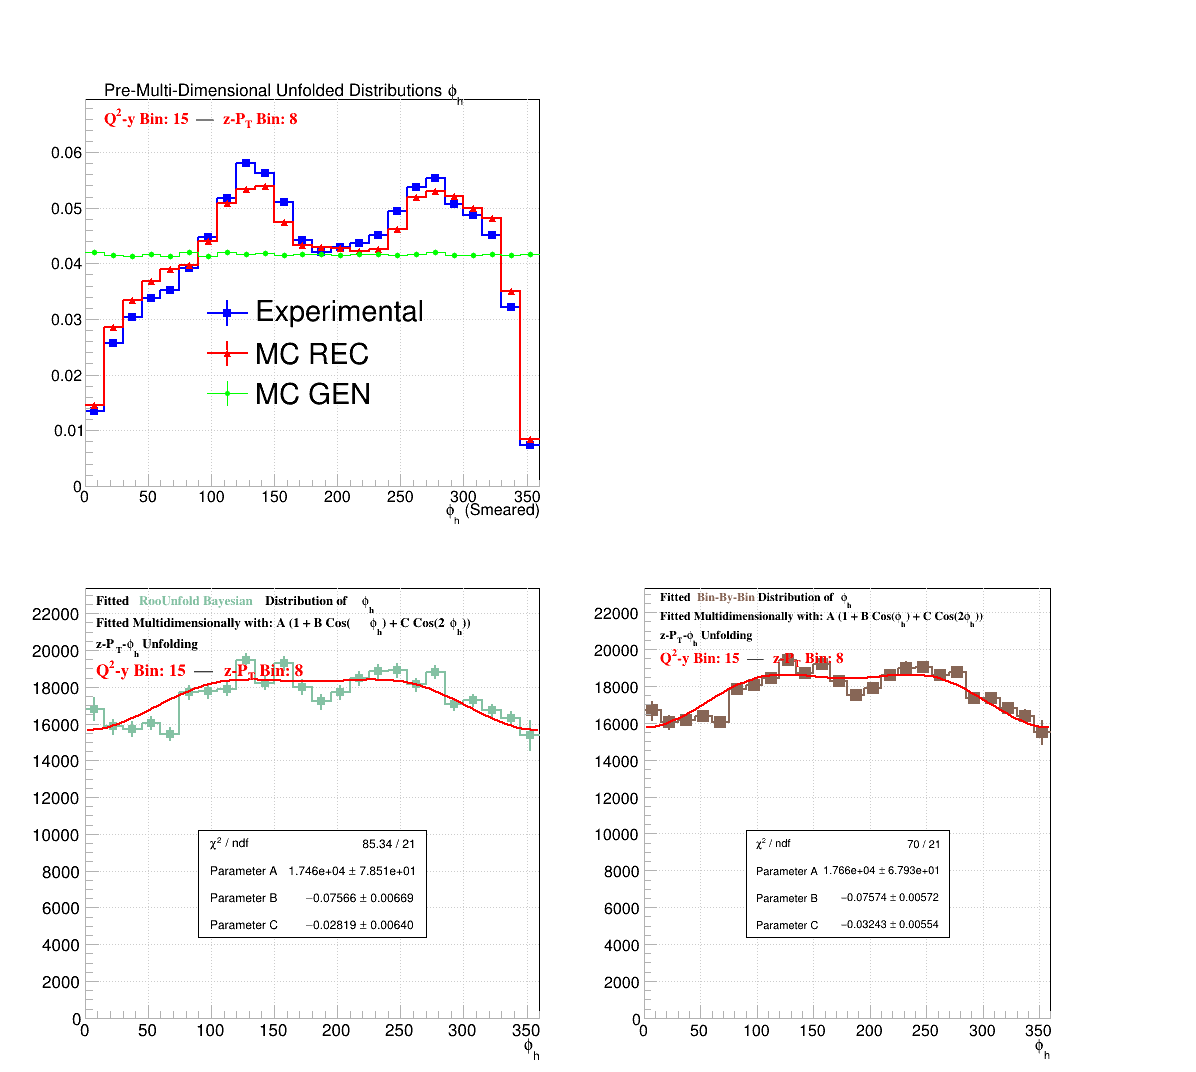 Pre-Multi-Dimensional Unfolded Distributions ϕh
Q²-y Bin: 15 — z-PT Bin: 8
0.06
0.05
0.04
0.03
0.02
0.01
0
Experimental
MC REC
MC GEN
0 50 100 150 200 250 300 350
ϕh (Smeared)
Fitted RooUnfold Bayesian Distribution of ϕh
Fitted Multidimensionally with: A (1 + B Cos(ϕh) + C Cos(2 ϕh))
z-PT-ϕh Unfolding
Q²-y Bin: 15 — z-PT Bin: 8
22000
20000
18000
16000
14000
12000
10000
8000
6000
4000
2000
0
χ² / ndf 85.34 / 21
Parameter A 1.746e+04 ± 7.851e+01
Parameter B −0.07566 ± 0.00669
Parameter C −0.02819 ± 0.00640
0 50 100 150 200 250 300 350
ϕh
Fitted Bin-By-Bin Distribution of ϕh
Fitted Multidimensionally with: A (1 + B Cos(ϕh) + C Cos(2ϕh))
z-PT-ϕh Unfolding
Q²-y Bin: 15 — z-PT Bin: 8
22000
20000
18000
16000
14000
12000
10000
8000
6000
4000
2000
0
χ² / ndf 70 / 21
Parameter A 1.766e+04 ± 6.793e+01
Parameter B −0.07574 ± 0.00572
Parameter C −0.03243 ± 0.00554
0 50 100 150 200 250 300 350
ϕh